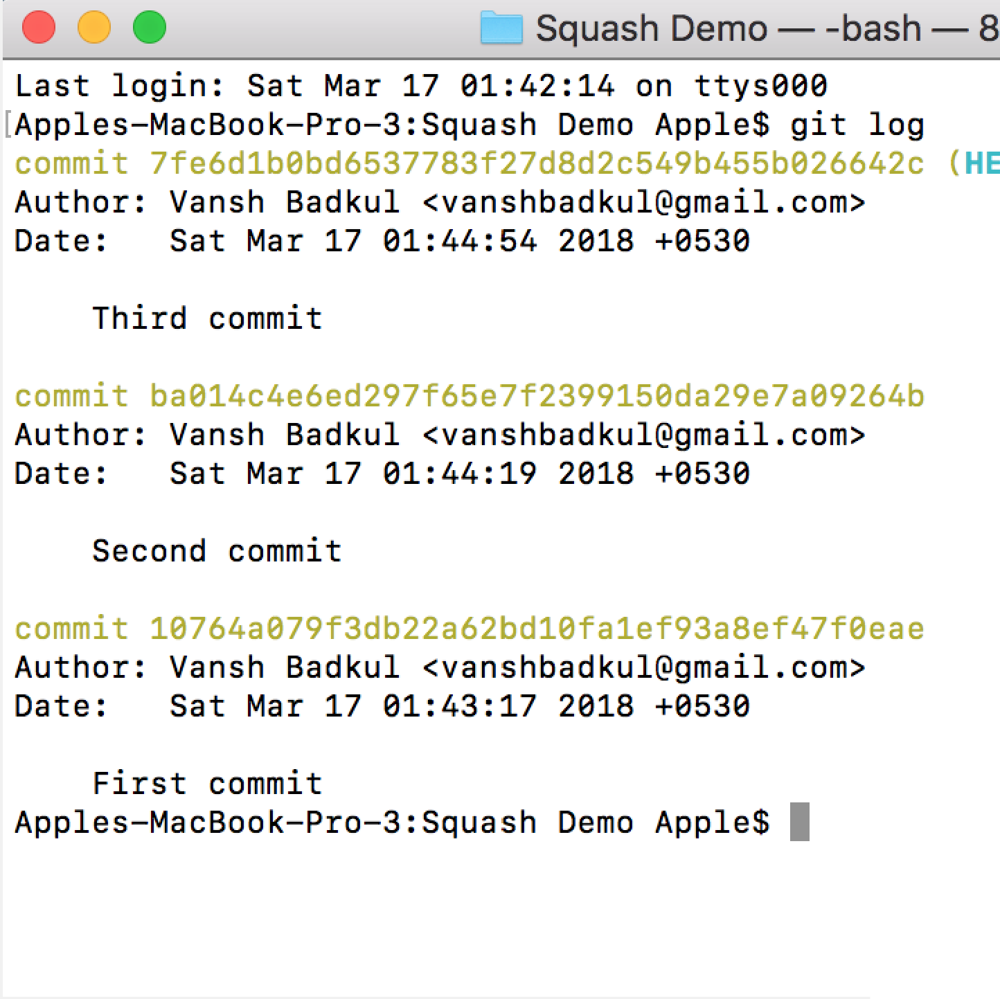 Squash Demo — -bash — 8
Last login: Sat Mar 17 01:42:14 on ttys000
[Apples-MacBook-Pro-3:Squash Demo Apple$ git log
commit 7fe6d1b0bd6537783f27d8d2c549b455b026642c (HE
Author: Vansh Badkul <vanshbadkul@gmail.com>
Date:   Sat Mar 17 01:44:54 2018 +0530
Third commit
commit ba014c4e6ed297f65e7f2399150da29e7a09264b
Author: Vansh Badkul <vanshbadkul@gmail.com>
Date:   Sat Mar 17 01:44:19 2018 +0530
Second commit
commit 10764a079f3db22a62bd10fa1ef93a8ef47f0eae
Author: Vansh Badkul <vanshbadkul@gmail.com>
Date:   Sat Mar 17 01:43:17 2018 +0530
First commit
Apples-MacBook-Pro-3:Squash Demo Apple$